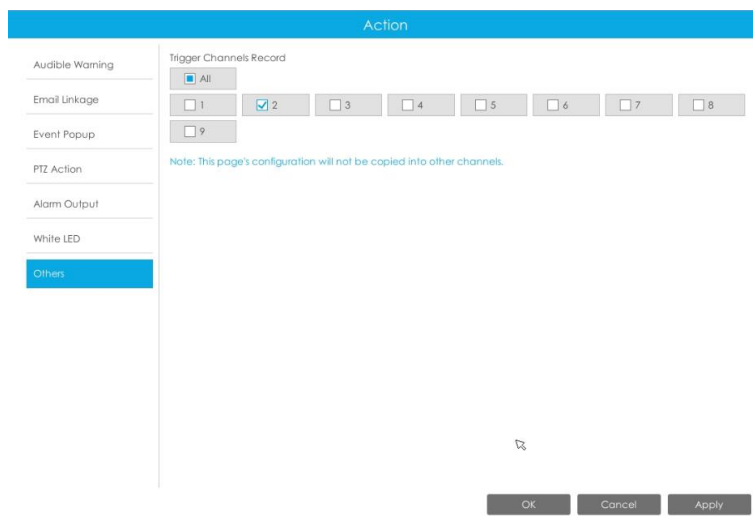 Action
Audible Warning
Email Linkage
Event Popup
PTZ Action
Alarm Output
White LED
Others
Trigger Channels Record
All
1 2 3 4 5 6 7 8
9
Note: This page's configuration will not be copied into other channels.
OK Cancel Apply